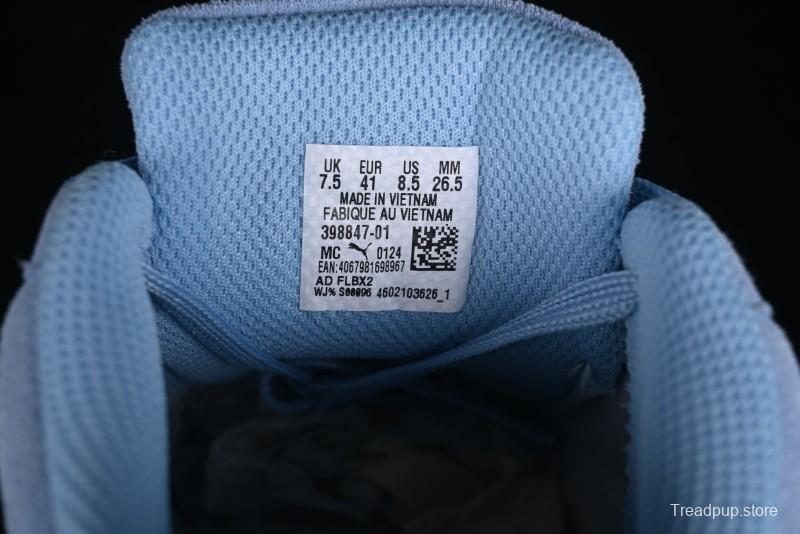 UK EUR US MM
7.5 41 8.5 26.5
MADE IN VIETNAM
FABIQUE AU VIETNAM
398847-01
MC 0124
EAN:4067981698967
AD FLBX2
WJ% 4602103626_1
Treadpup.store